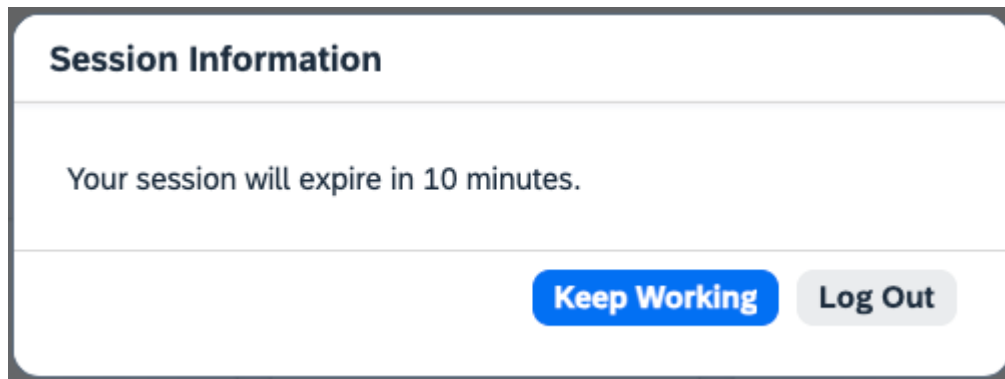 Session Information
Your session will expire in 10 minutes.
Keep Working Log Out